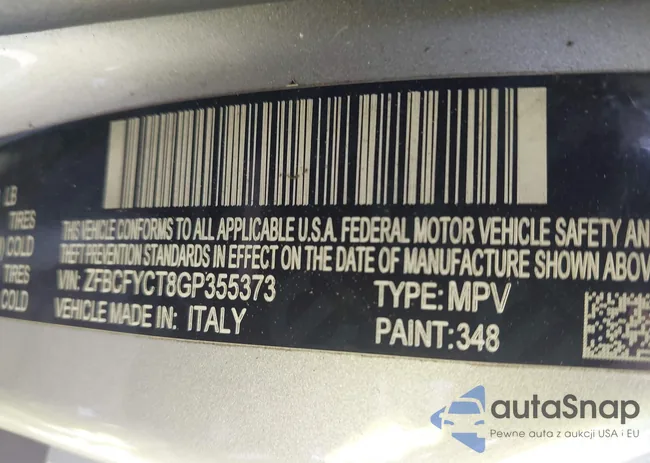 LB
TIRES
COLD
TIRES
COLD
THIS VEHICLE CONFORMS TO ALL APPLICABLE U.S.A. FEDERAL MOTOR VEHICLE SAFETY AN
THEFT PREVENTION STANDARDS IN EFFECT ON THE DATE OF MANUFACTURE SHOWN ABOV
VIN: ZFBCFYCT8GP355373 TYPE: MPV
VEHICLE MADE IN: ITALY PAINT:348
autaSnap
Pewne auta z aukcji USA i EU